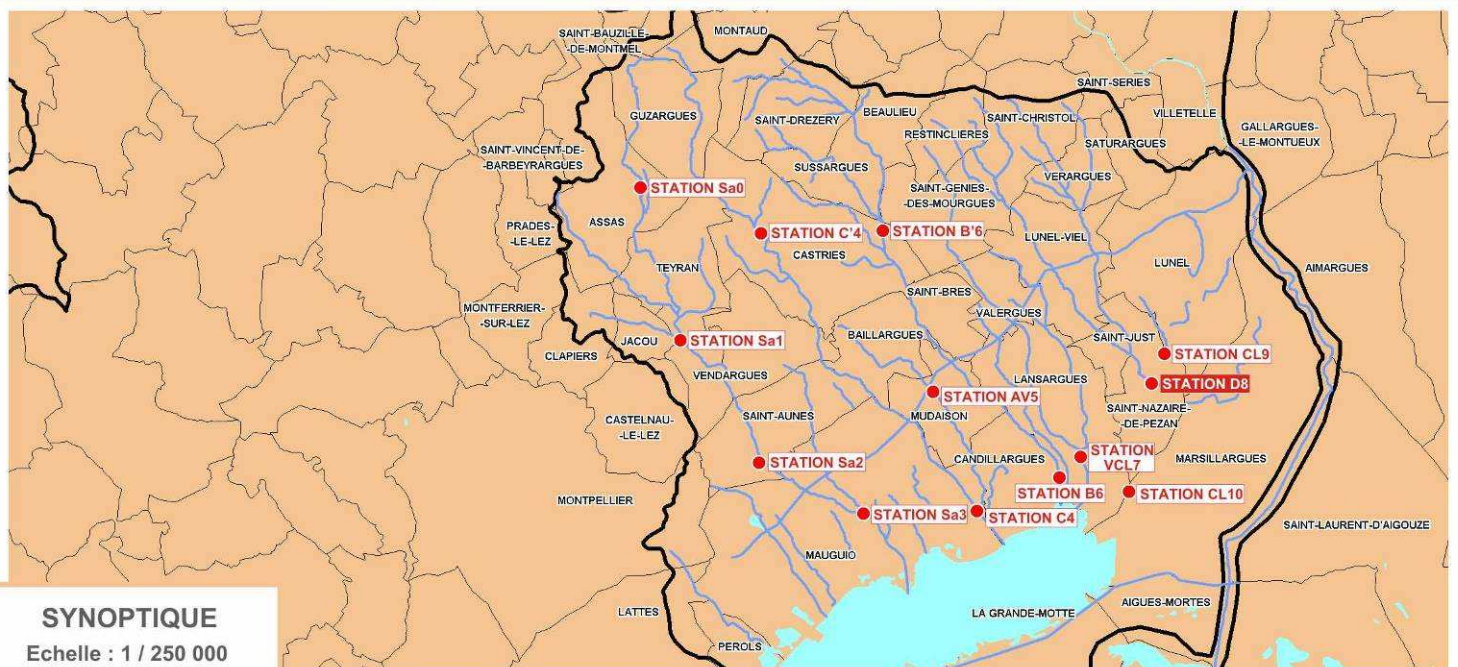 SAINT-BAUZILLE-
-DE-MONTMEL
MONTAUD
SAINT-SERIES
VILLETELLE
GALLARGUES-
-LE-MONTUEUX
GUZARGUES
SAINT-DREZERY
BEAULIEU
RESTINCLIERES
SAINT-CHRISTOL
SATURARGUES
SAINT-VINCENT-DE-
-BARBEYRARGUES
SUSSARGUES
SAINT-GENIES-
-DES-MOURGUES
VERARGUES
STATION Sa0
PRADES-
-LE-LEZ
ASSAS
STATION C'4
STATION B'6
LUNEL-VIEL
CASTRIES
TEYRAN
LUNEL
AIMARGUES
SAINT-BRES
MONTFERRIER-
-SUR-LEZ
VALERGUES
BAILLARGUES
SAINT-JUST
JACOU
STATION Sa1
CLAPIERS
STATION CL9
VENDARGUES
LANSARGUES
STATION D8
STATION AV5
CASTELNAU-
-LE-LEZ
SAINT-AUNES
MUDAISON
SAINT-NAZAIRE-
-DE-PEZAN
STATION Sa2
CANDILLARGUES
STATION
VCL7
MARSILLARGUES
MONTPELLIER
STATION B6
STATION CL10
STATION Sa3
STATION C4
SAINT-LAURENT-D'AIGOUZE
MAUGUIO
LATTES
LA GRANDE-MOTTE
AIGUES-MORTES
PEROLS
SYNOPTIQUE
Echelle : 1 / 250 000